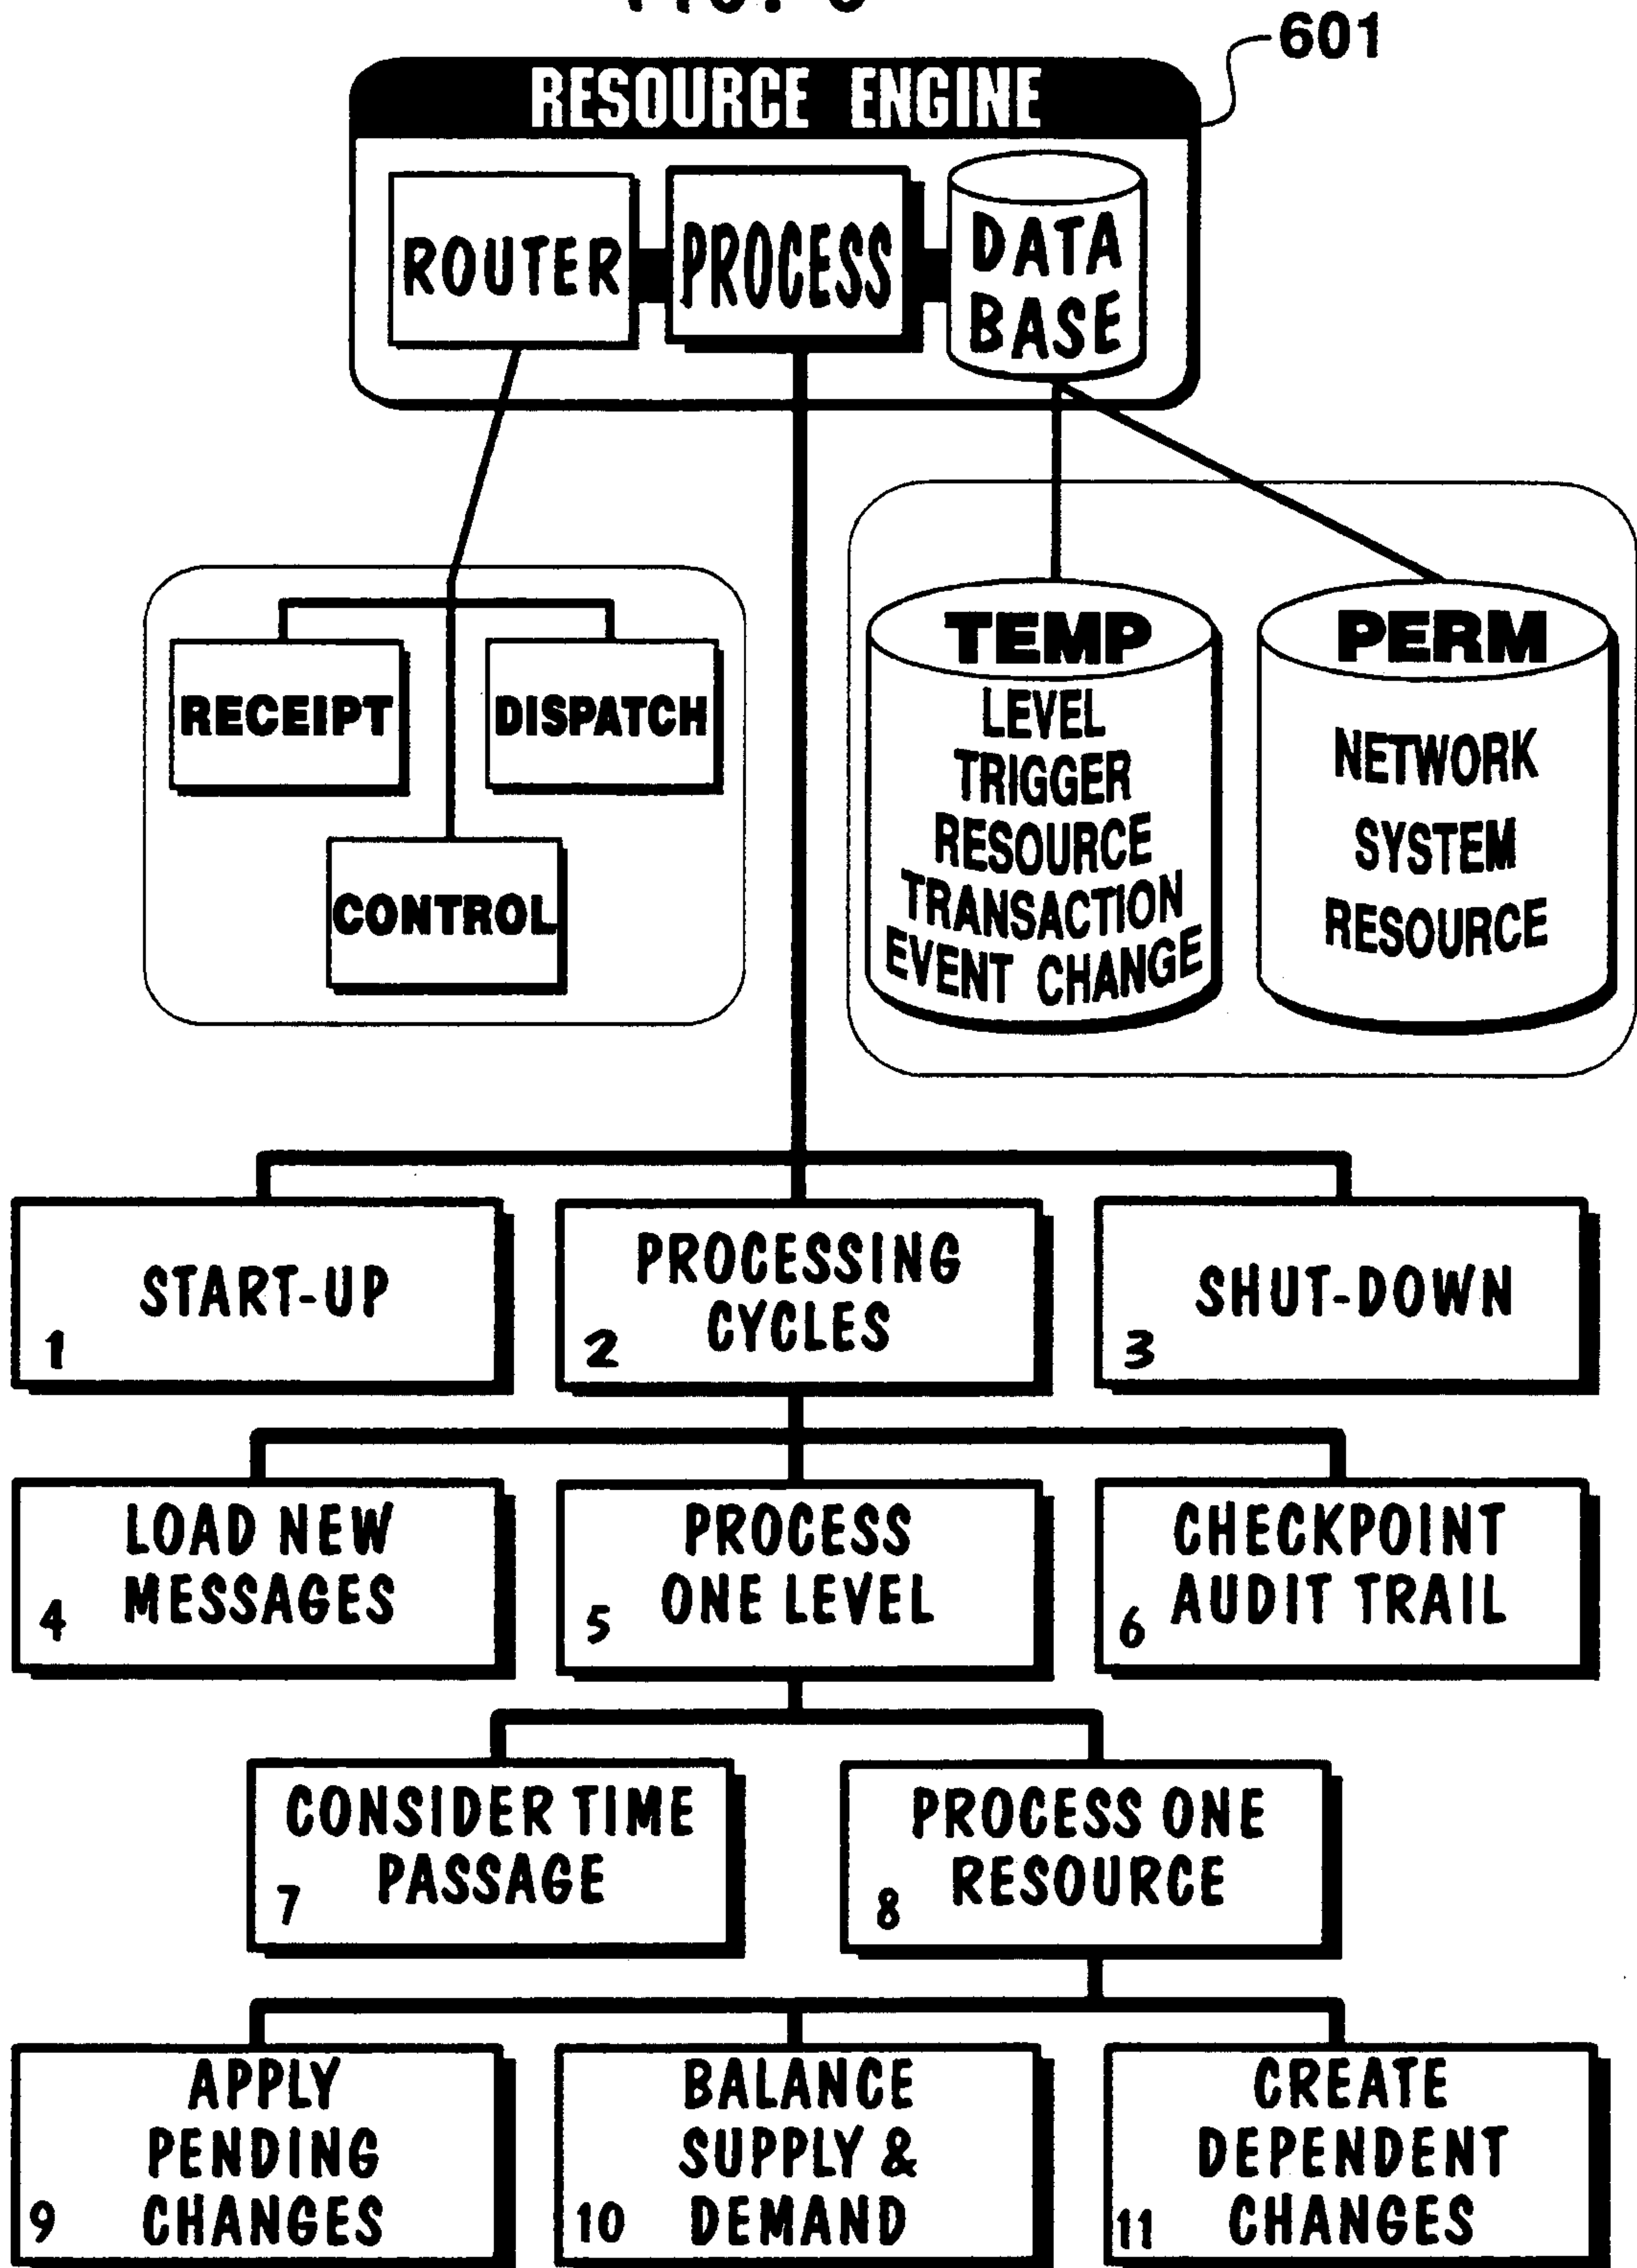 601
RESOURCE ENGINE
ROUTER
PROCESS
DATA
BASE
RECEIPT
DISPATCH
CONTROL
TEMP
LEVEL
TRIGGER
RESOURCE
TRANSACTION
EVENT CHANGE
PERM
NETWORK
SYSTEM
RESOURCE
START-UP
1
PROCESSING
CYCLES
2
SHUT-DOWN
3
LOAD NEW
MESSAGES
4
PROCESS
ONE LEVEL
5
CHECKPOINT
AUDIT TRAIL
6
CONSIDER TIME
PASSAGE
7
PROCESS ONE
RESOURCE
8
APPLY
PENDING
CHANGES
9
BALANCE
SUPPLY &
DEMAND
10
CREATE
DEPENDENT
CHANGES
11